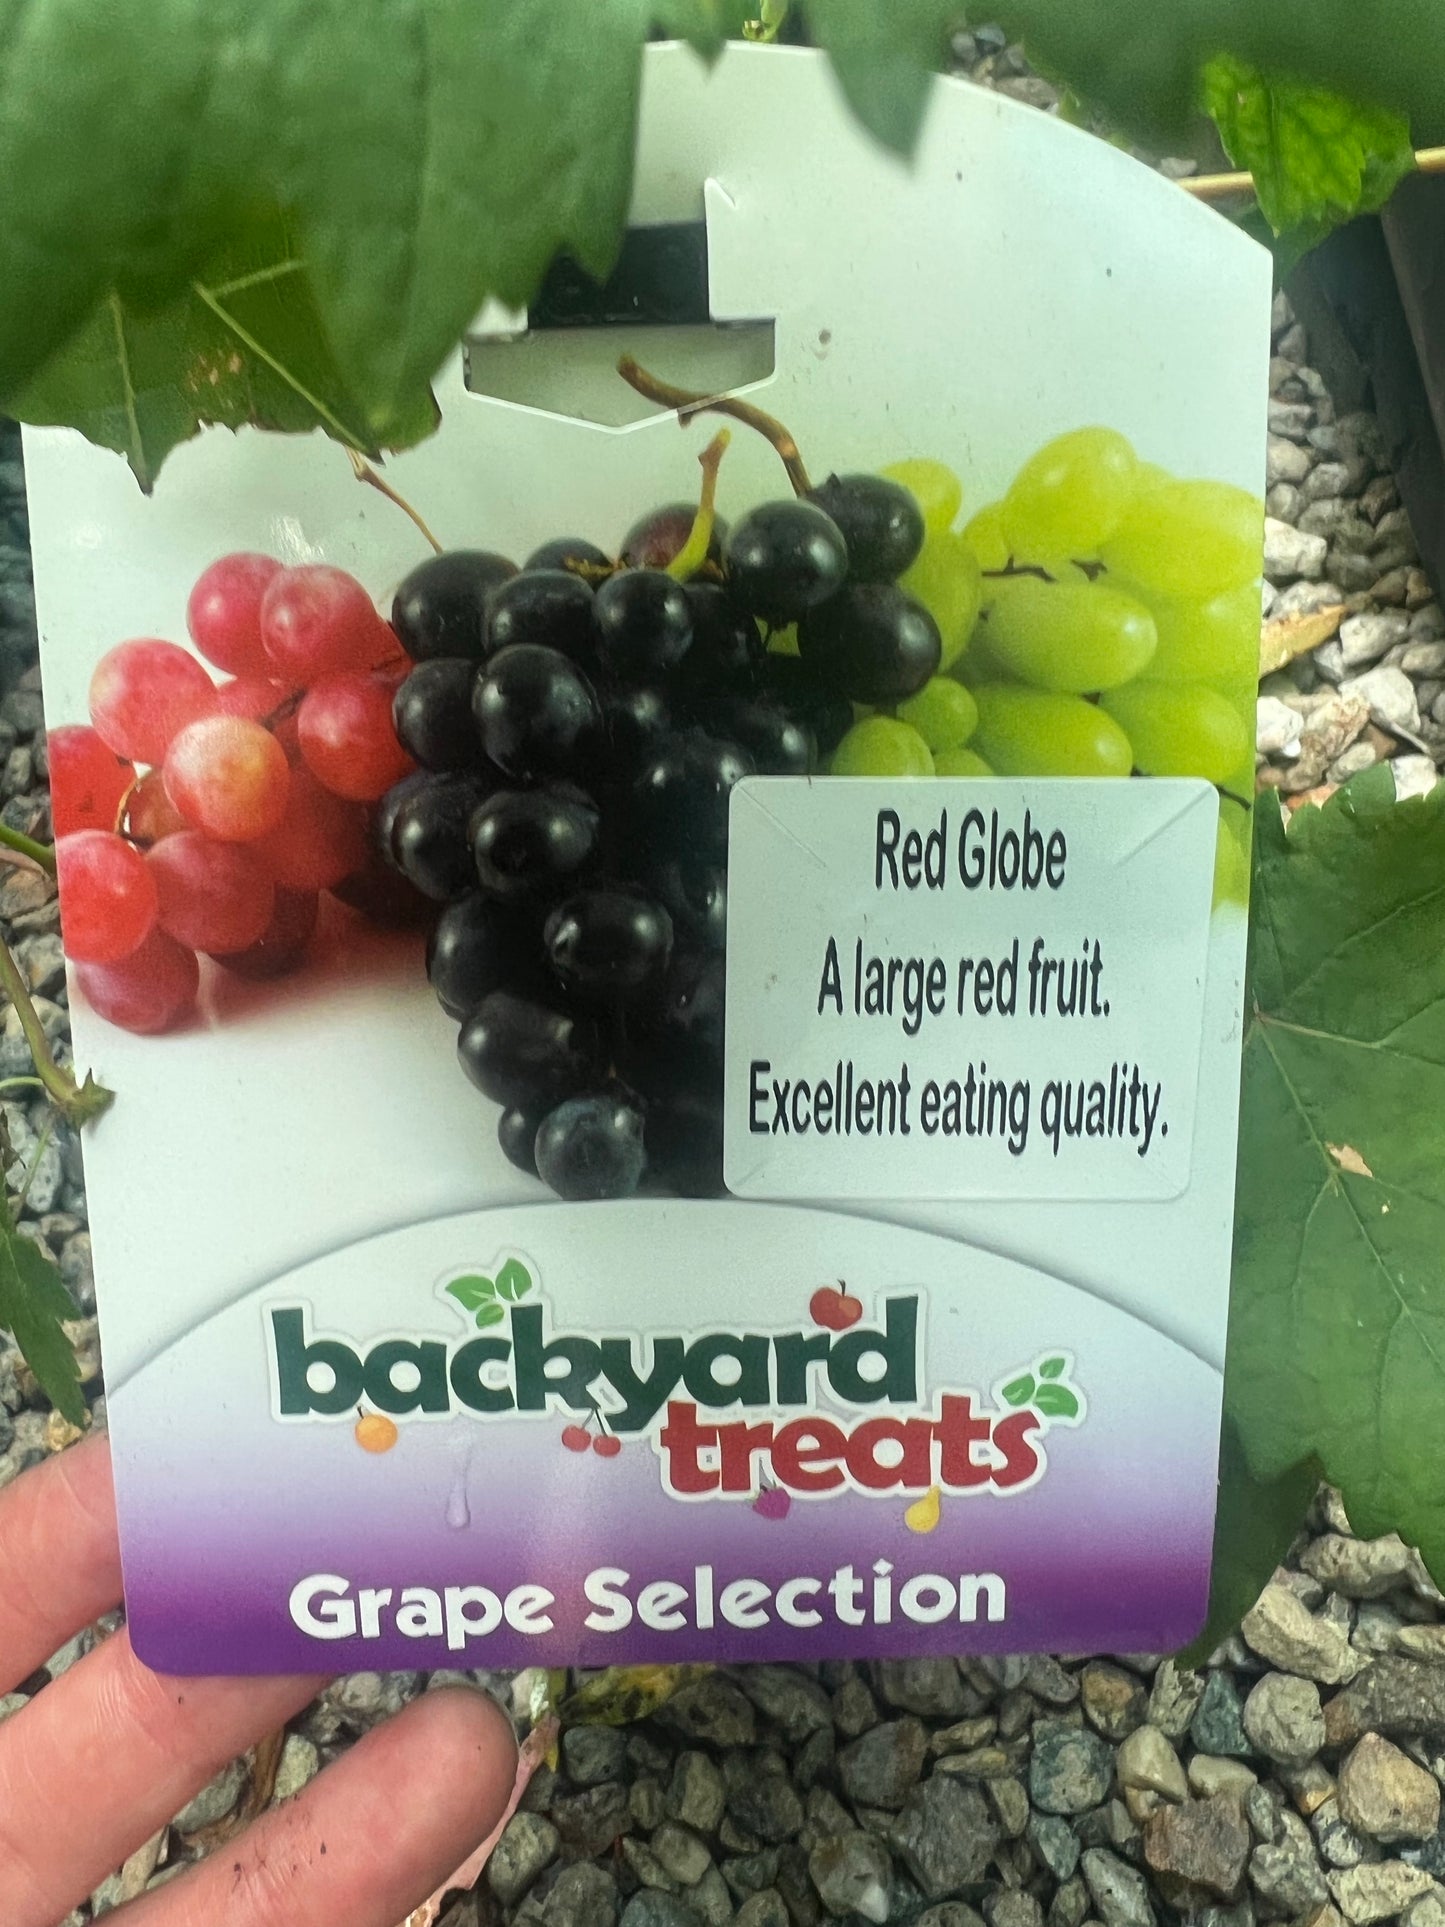 Red Globe
A large red fruit.
Excellent eating quality.
backyard
treats
Grape Selection